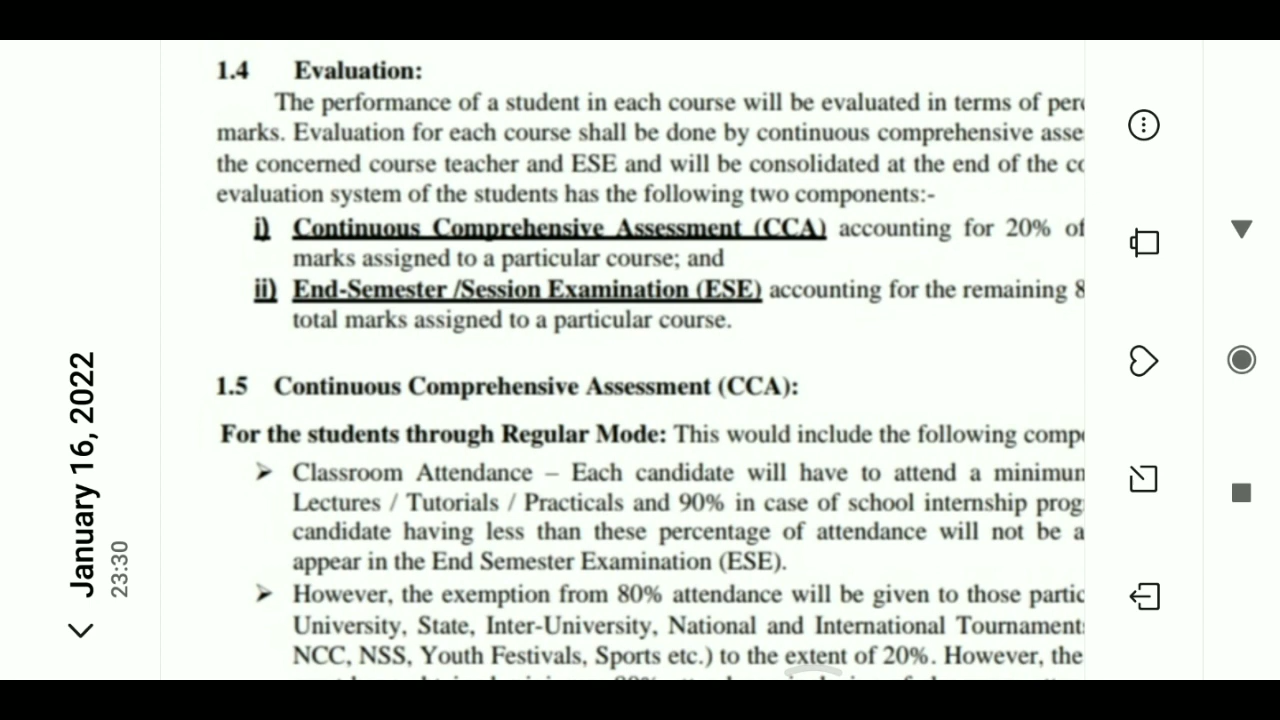 January 16, 2022
23:30
1.4 Evaluation:
The performance of a student in each course will be evaluated in terms of
marks. Evaluation for each course shall be done by continuous comprehensive
the concerned course teacher and ESE and will be consolidated at the end of the
evaluation system of the students has the following two components:-
i) Continuous Comprehensive Assessment (CCA) accounting for 20% of
marks assigned to a particular course; and
ii) End-Semester /Session Examination (ESE) accounting for the remaining
total marks assigned to a particular course.
1.5 Continuous Comprehensive Assessment (CCA):
For the students through Regular Mode: This would include the following
➢ Classroom Attendance – Each candidate will have to attend a
Lectures / Tutorials / Practicals and 90% in case of school internship
candidate having less than these percentage of attendance will not be
appear in the End Semester Examination (ESE).
➢ However, the exemption from 80% attendance will be given to those
University, State, Inter-University, National and International
NCC, NSS, Youth Festivals, Sports etc.) to the extent of 20%. However, the